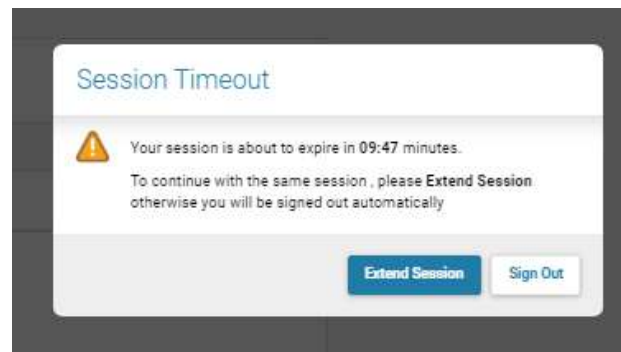 Session Timeout
Your session is about to expire in 09:47 minutes.
To continue with the same session , please Extend Session
otherwise you will be signed out automatically
Extend Session
Sign Out